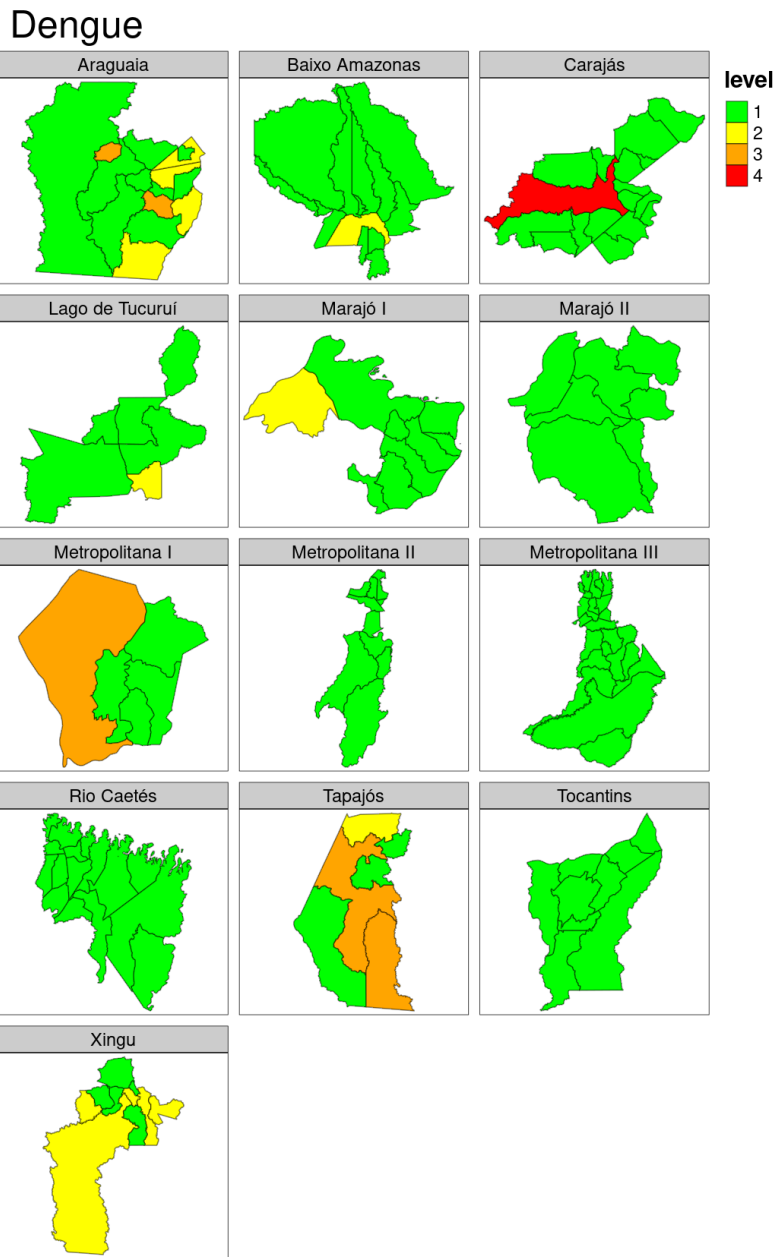 Dengue
Araguaia
Baixo Amazonas
Carajás
level
1
2
3
4
Lago de Tucuruí
Marajó I
Marajó II
Metropolitana I
Metropolitana II
Metropolitana III
Rio Caetés
Tapajós
Tocantins
Xingu